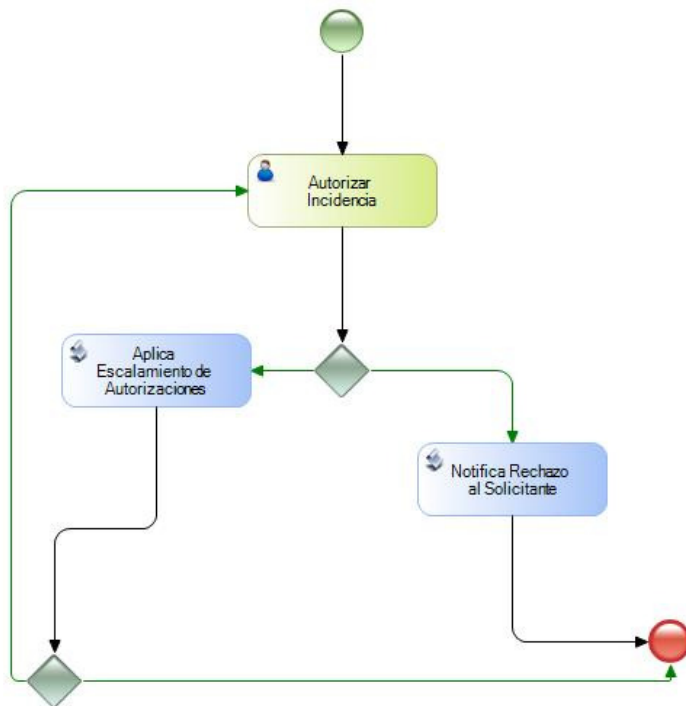 Autorizar
Incidencia
Aplica
Escalamiento de
Autorizaciones
Notifica Rechazo
al Solicitante